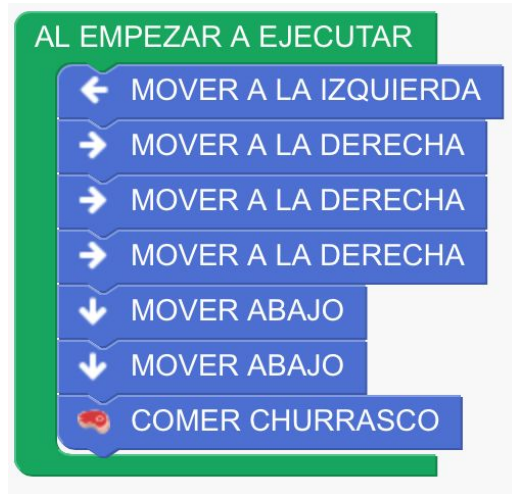 AL EMPEZAR A EJECUTAR
MOVER A LA IZQUIERDA
MOVER A LA DERECHA
MOVER A LA DERECHA
MOVER A LA DERECHA
MOVER ABAJO
MOVER ABAJO
COMER CHURRASCO